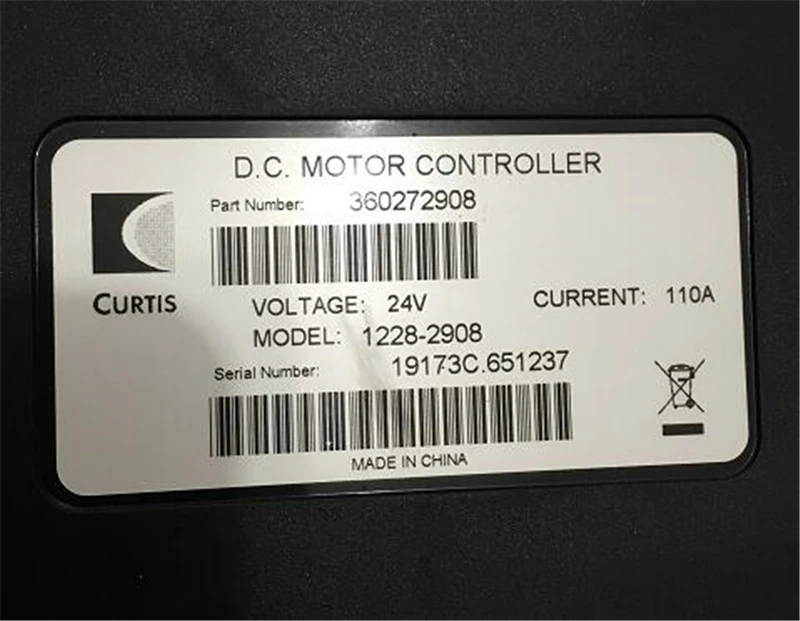 D.C. MOTOR CONTROLLER
Part Number: 360272908
CURTIS
VOLTAGE: 24V CURRENT: 110A
MODEL: 1228-2908
Serial Number: 19173C.651237
MADE IN CHINA